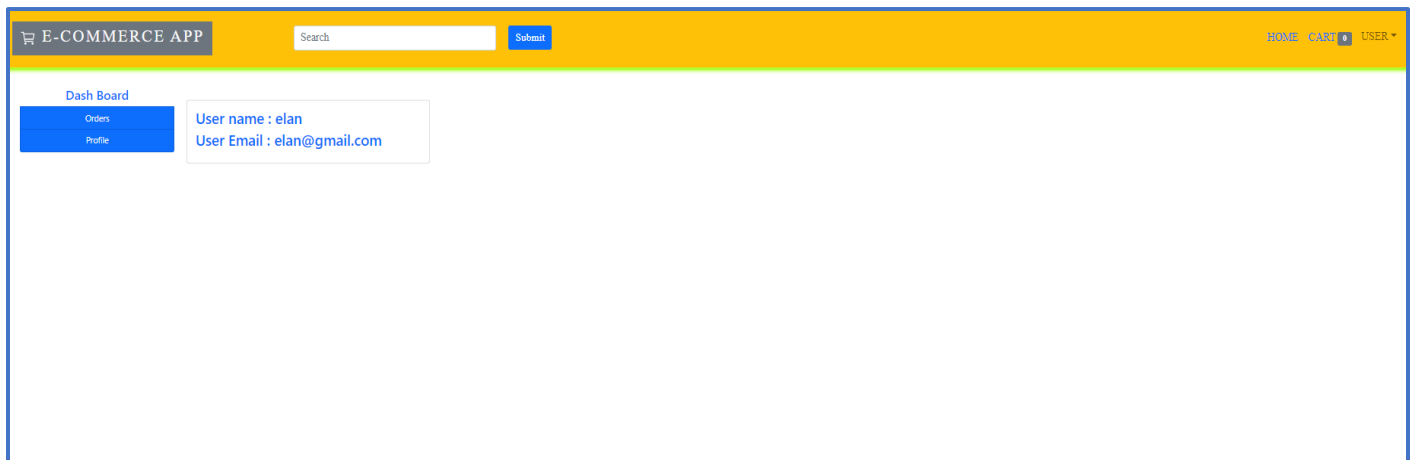 E-COMMERCE APP
Search
Submit
HOME CART 0 USER
Dash Board
Orders
Profile
User name : elan
User Email : elan@gmail.com